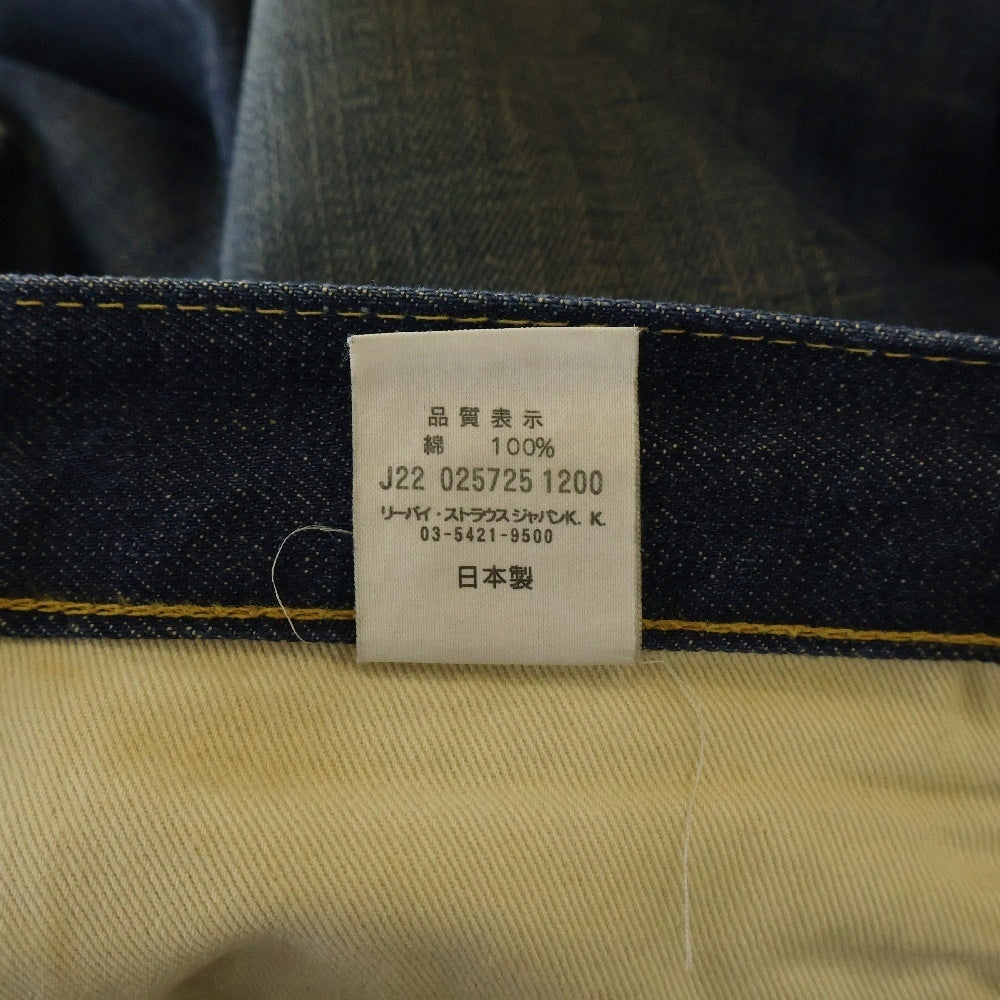 品質表示
綿 100%
J22 025725 1200
リーバイ・ストラウスジャパンK. K.
03-5421-9500
日本製